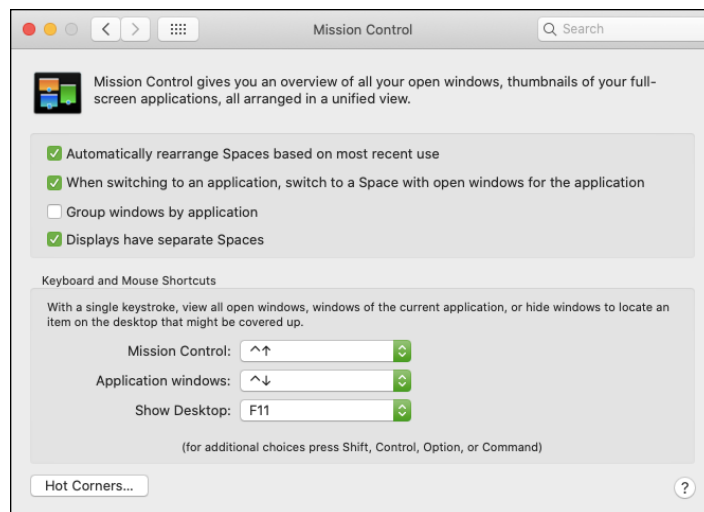 Mission Control
Search
Mission Control gives you an overview of all your open windows, thumbnails of your full-
screen applications, all arranged in a unified view.
Automatically rearrange Spaces based on most recent use
When switching to an application, switch to a Space with open windows for the application
Group windows by application
Displays have separate Spaces
Keyboard and Mouse Shortcuts
With a single keystroke, view all open windows, windows of the current application, or hide windows to locate an
item on the desktop that might be covered up.
Mission Control: ^↑
Application windows: ^↓
Show Desktop: F11
(for additional choices press Shift, Control, Option, or Command)
Hot Corners... ?